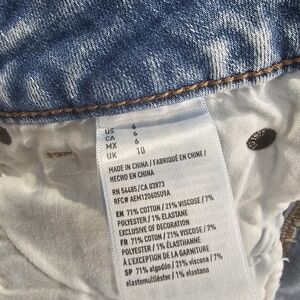 US 6
CA 6
MX 6
UK 10
MADE IN CHINA / FABRIQUÉ EN CHINE /
HECHO EN CHINA
RN 54485 / CA 03973
RFC# AEM120605U9A
EN 71% COTTON / 21% VISCOSE / 7%
POLYESTER / 1% ELASTANE
EXCLUSIVE OF DECORATION
FR 71% COTON / 21% VISCOSE / 7%
POLYESTER / 1% ÉLASTHANNE
À L'EXCEPTION DE LA GARNITURE
SP 71% algodón / 21% viscosa / 7%
/ 1% elastano